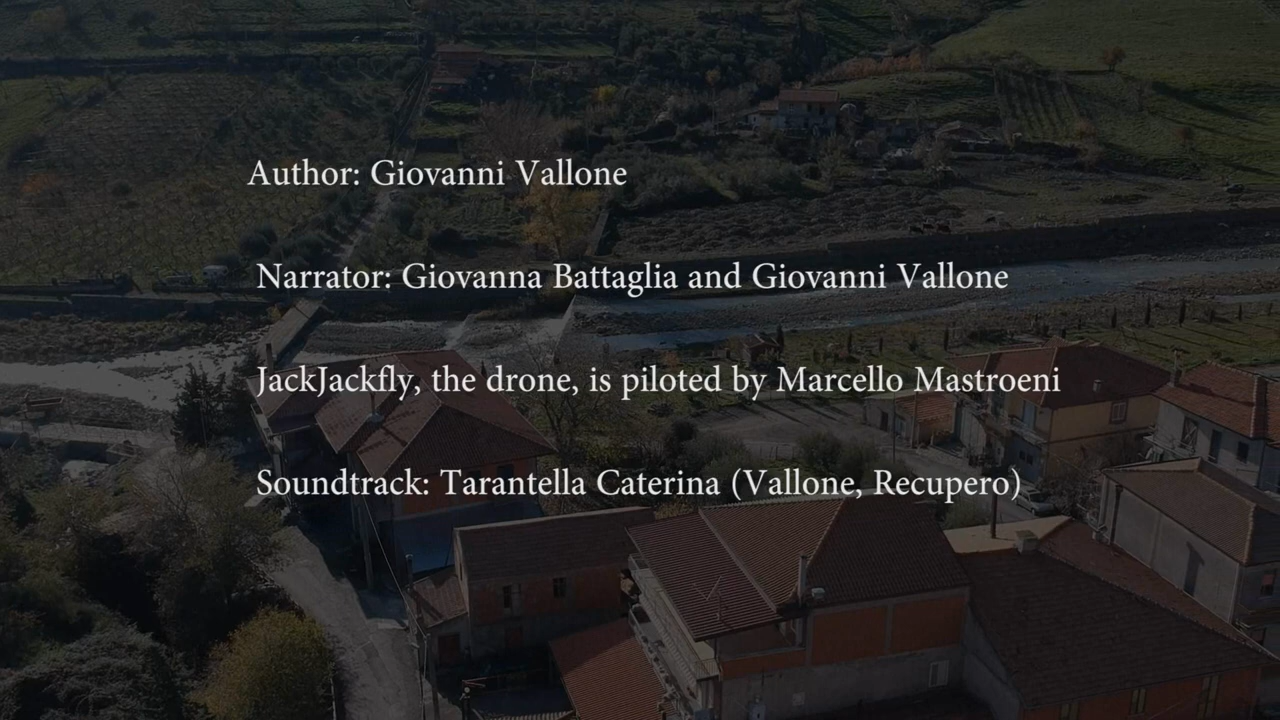 Author: Giovanni Vallone
Narrator: Giovanna Battaglia and Giovanni Vallone
JackJackfly, the drone, is piloted by Marcello Mastroeni
Soundtrack: Tarantella Caterina (Vallone, Recupero)